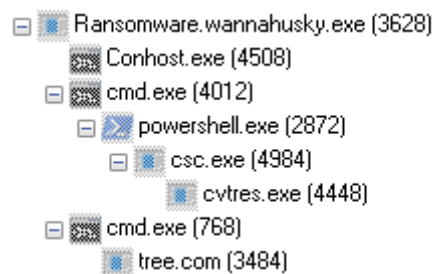 Ransomware.wannahusky.exe (3628)
Conhost.exe (4508)
cmd.exe (4012)
powershell.exe (2872)
csc.exe (4984)
cvtres.exe (4448)
cmd.exe (768)
tree.com (3484)